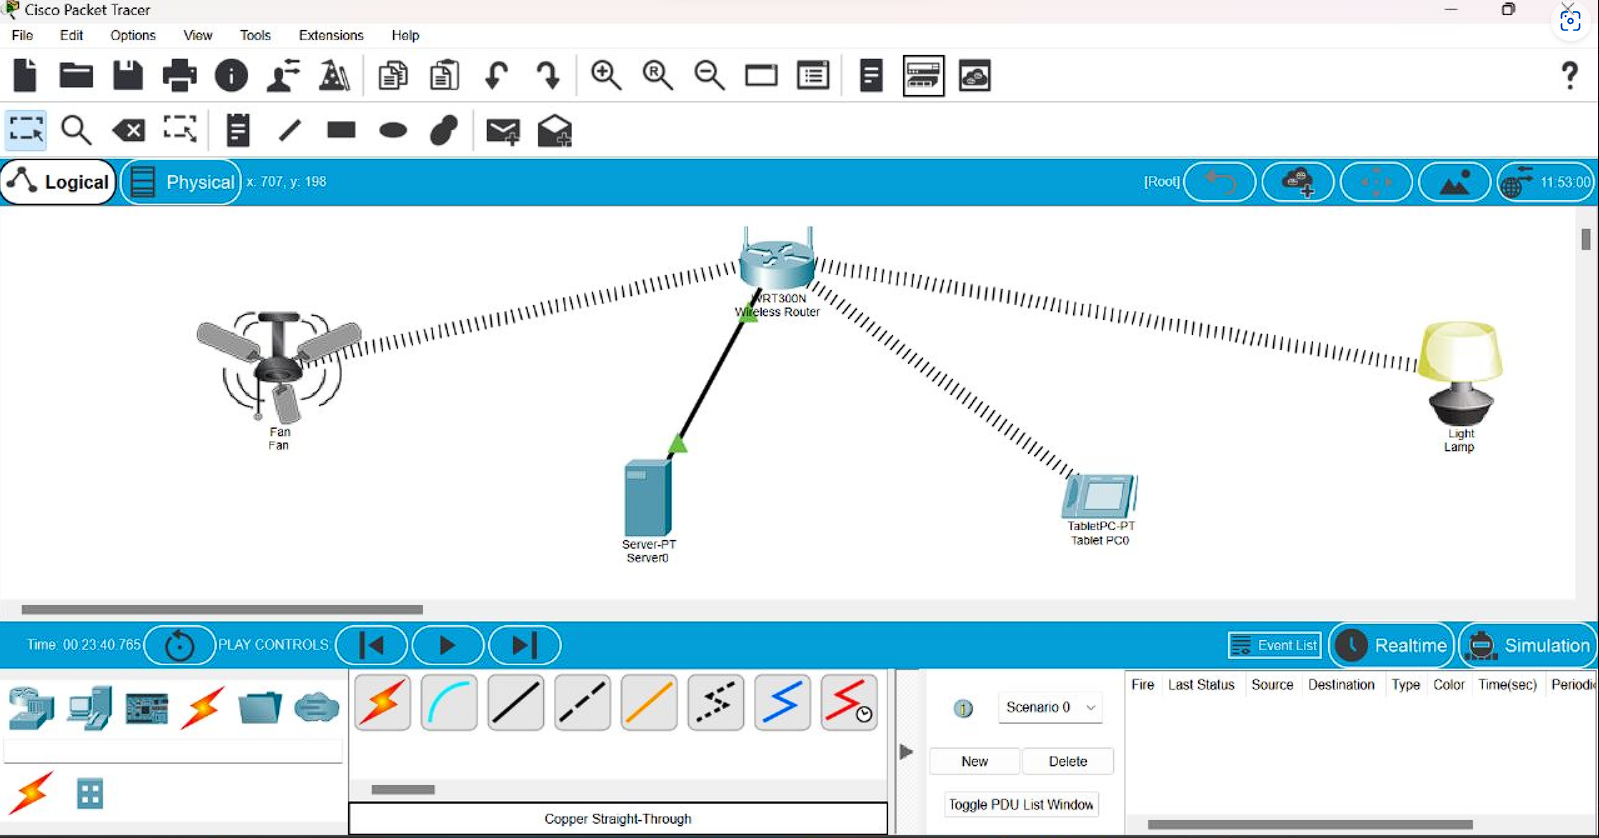 Cisco Packet Tracer
File Edit Options View Tools Extensions Help
R
?
Logical Physical x: 707, y: 198 [Root] 11:53:00
WRT300N
Wireless Router
Fan
Fan
Light
Lamp
Server-PT
Server0
TabletPC-PT
Tablet PC0
Time: 00:23:40.765 PLAY CONTROLS: Event List Realtime Simulation
Fire Last Status Source Destination Type Color Time(sec) Periodic
Scenario 0
New Delete
Toggle PDU List Window
Copper Straight-Through